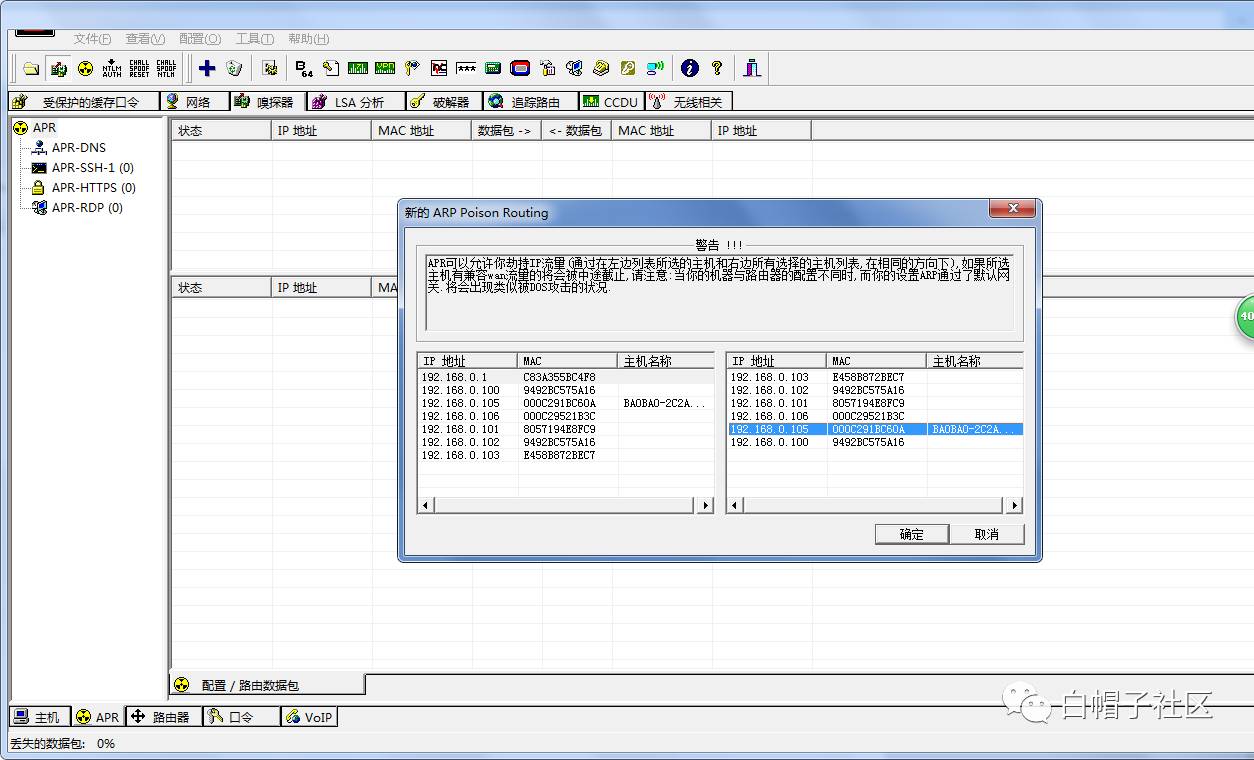 文件(F) 查看(V) 配置(C) 工具(T) 帮助(H)
NTLM AUTH CHALL SPOOF RESET CHALL SPOOF NTLM B64
受保护的缓存口令 网络 嗅探器 LSA 分析 破解器 追踪路由 CCDU 无线相关
APR
APR-DNS
APR-SSH-1 (0)
APR-HTTPS (0)
APR-RDP (0)
状态 IP 地址 MAC 地址 数据包 -> <- 数据包 MAC 地址 IP 地址
状态 IP 地址 MA
新的 ARP Poison Routing
警告 !!!
APR可以允许你劫持IP流量(通过在左边列表所选的主机和右边所有选择的主机列表,在相同的方向下),如果所选
主机有兼容wan流量的将会被中途截止,请注意:当你的机器与路由器的配置不同时,而你的设置ARP通过了默认网
关.将会出现类似被DOS攻击的状况.
IP 地址 MAC 主机名称
192.168.0.1 C83A355BC4F8
192.168.0.100 9492BC575A16
192.168.0.105 000C291BC60A BAOBAO-2C2A...
192.168.0.106 000C29521B3C
192.168.0.101 8057194E8FC9
192.168.0.102 9492BC575A16
192.168.0.103 E458B872BEC7
IP 地址 MAC 主机名称
192.168.0.103 E458B872BEC7
192.168.0.102 9492BC575A16
192.168.0.101 8057194E8FC9
192.168.0.106 000C29521B3C
192.168.0.105 000C291BC60A BAOBAO-2C2A...
192.168.0.100 9492BC575A16
确定 取消
40
配置 / 路由数据包
主机 APR 路由器 口令 VoIP
丢失的数据包: 0%
白帽子社区